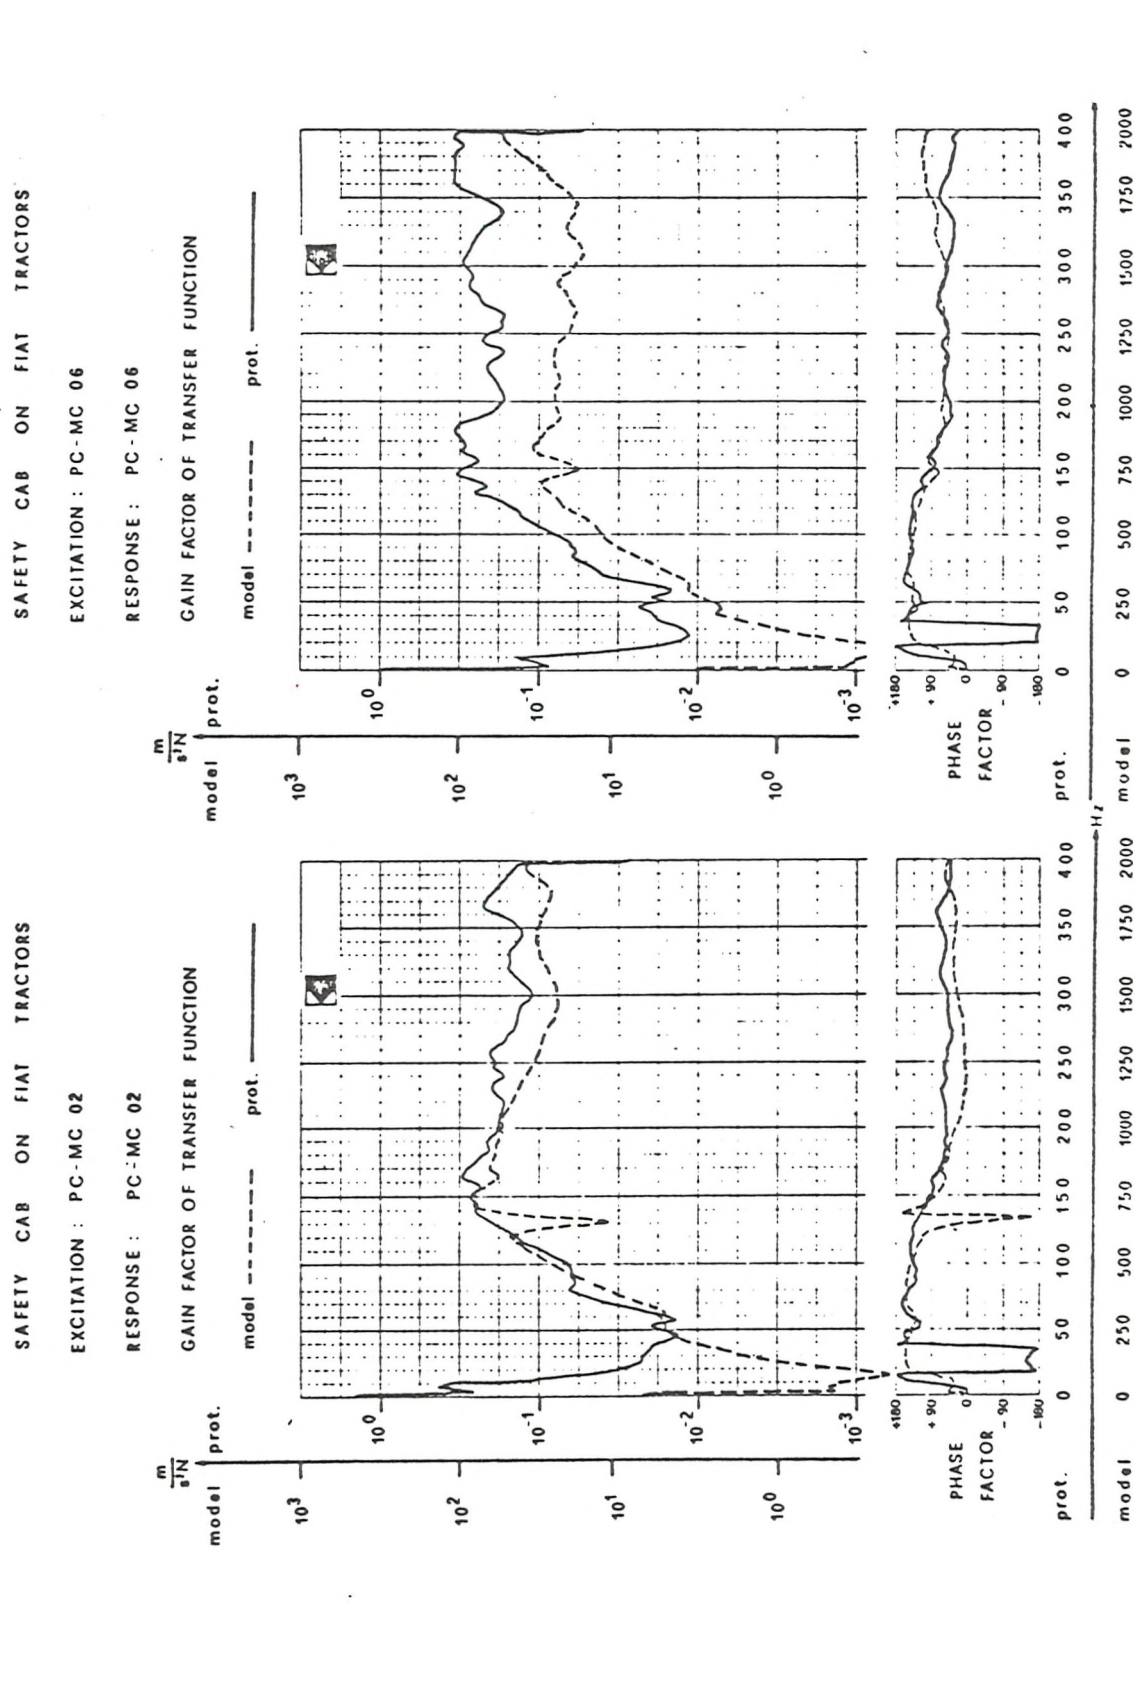 SAFETY CAB ON FIAT TRACTORS
EXCITATION : PC-MC 02
RESPONSE : PC-MC 02
GAIN FACTOR OF TRANSFER FUNCTION
model prot.
model prot.
10³
10²
10¹
10⁰
10⁰
10⁻¹
10⁻²
10⁻³
+180
+90
0
-90
-180
PHASE
FACTOR
prot. 0 50 100 150 200 250 300 350 400
Hz
model 0 250 500 750 1000 1250 1500 1750 2000
SAFETY CAB ON FIAT TRACTORS
EXCITATION : PC-MC 06
RESPONSE : PC-MC 06
GAIN FACTOR OF TRANSFER FUNCTION
model prot.
model prot.
10³
10²
10¹
10⁰
10⁰
10⁻¹
10⁻²
10⁻³
+180
+90
0
-90
-180
PHASE
FACTOR
prot. 0 50 100 150 200 250 300 350 400
model 0 250 500 750 1000 1250 1500 1750 2000